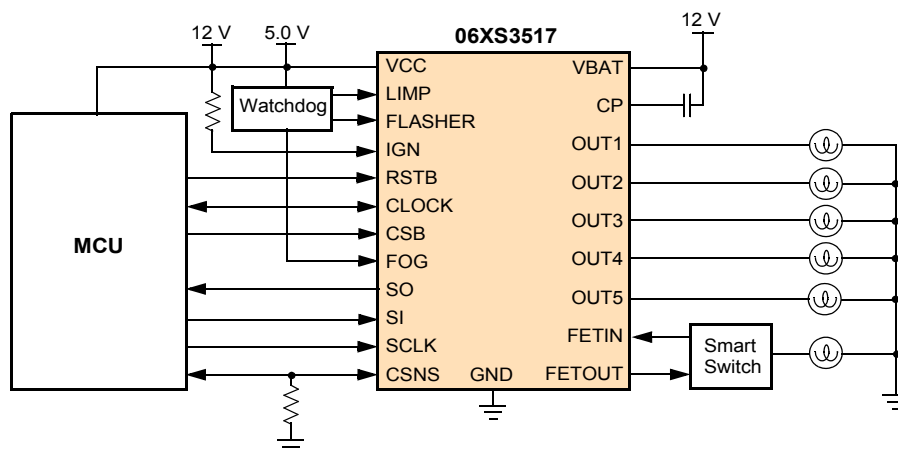 12 V
5.0 V
06XS3517
12 V
MCU
Watchdog
VCC
LIMP
FLASHER
IGN
RSTB
CLOCK
CSB
FOG
SO
SI
SCLK
CSNS
GND
VBAT
CP
OUT1
OUT2
OUT3
OUT4
OUT5
FETIN
FETOUT
Smart
Switch